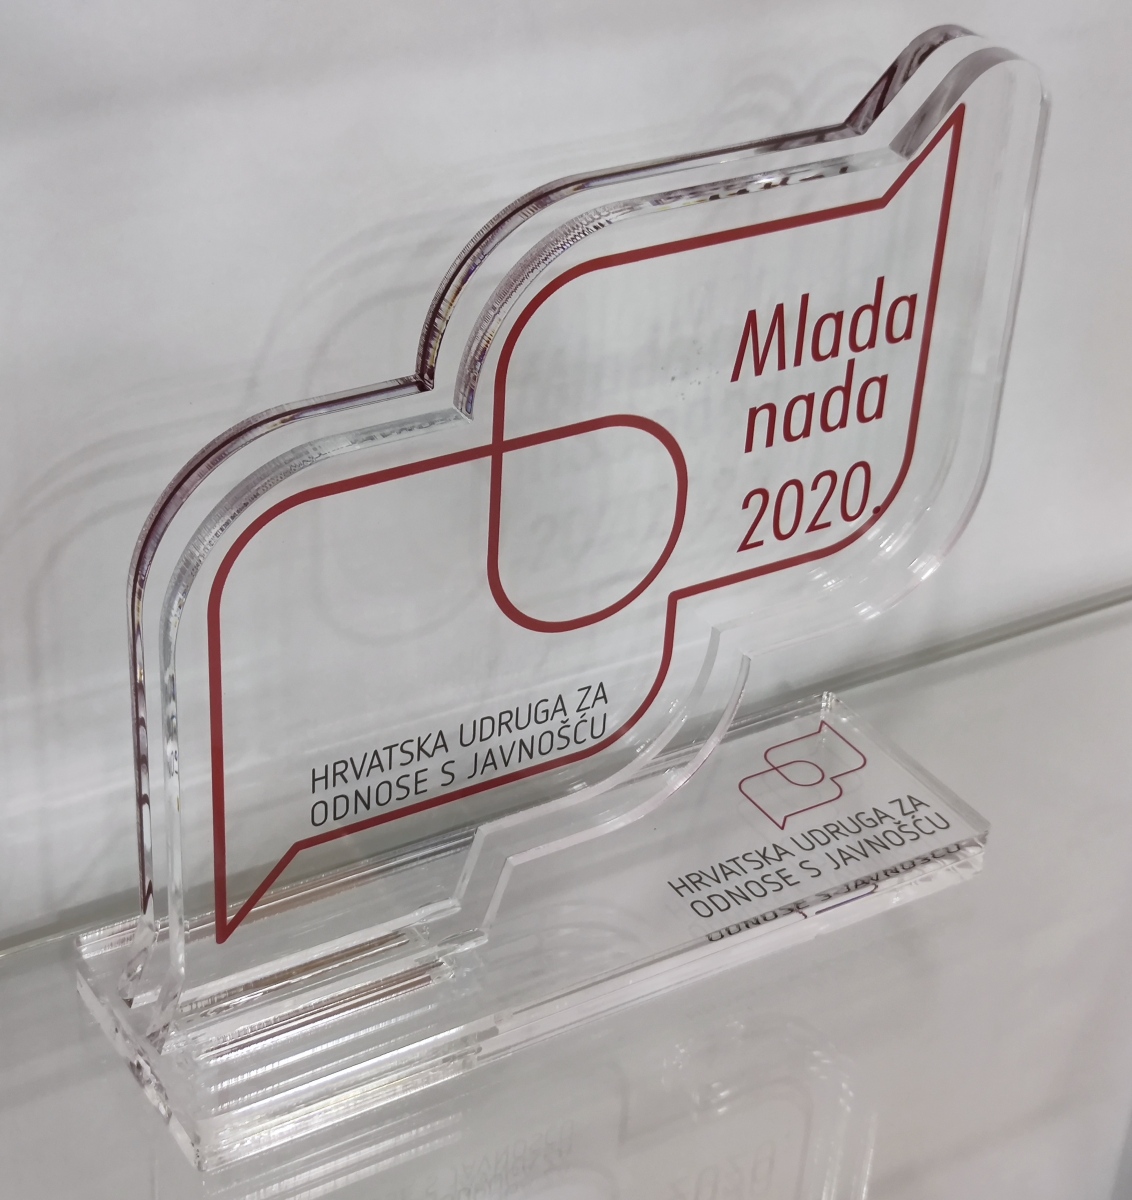 Mlada
nada
2020.
HRVATSKA UDRUGA ZA
ODNOSE S JAVNOŠĆU
HRVATSKA UDRUGA ZA
ODNOSE S JAVNOŠĆU